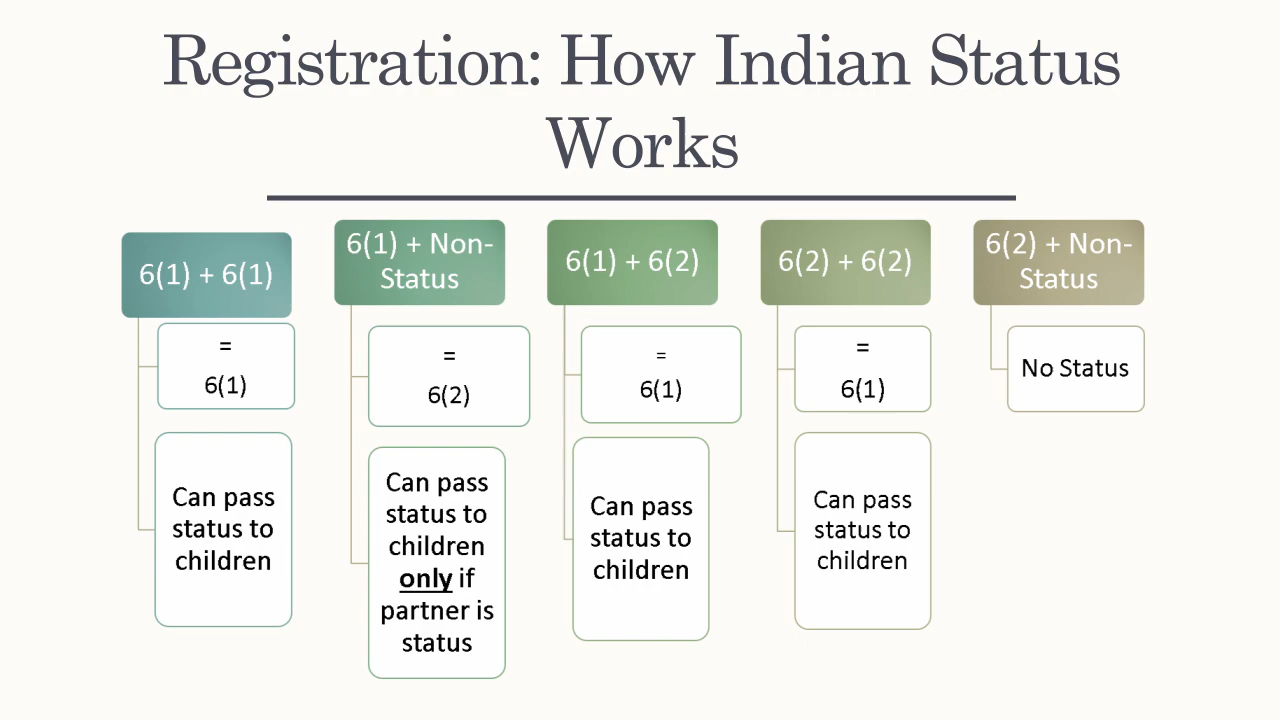 Registration: How Indian Status
Works
6(1) + 6(1)
=
6(1)
Can pass
status to
children
6(1) + Non-
Status
=
6(2)
Can pass
status to
children
only if
partner is
status
6(1) + 6(2)
=
6(1)
Can pass
status to
children
6(2) + 6(2)
=
6(1)
Can pass
status to
children
6(2) + Non-
Status
No Status